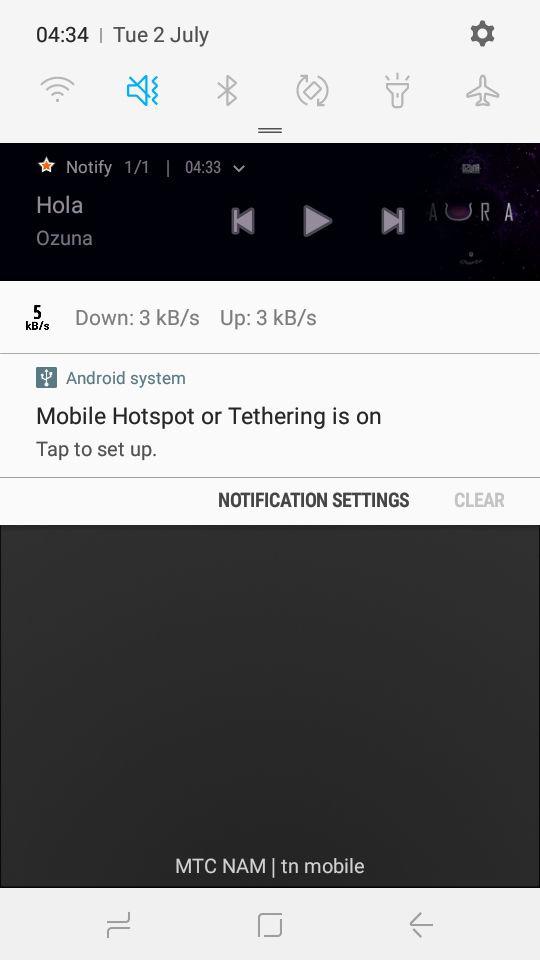 04:34 | Tue 2 July
Notify 1/1 | 04:33
Hola
Ozuna
AURA
5
kB/s
Down: 3 kB/s Up: 3 kB/s
Android system
Mobile Hotspot or Tethering is on
Tap to set up.
NOTIFICATION SETTINGS CLEAR
MTC NAM | tn mobile